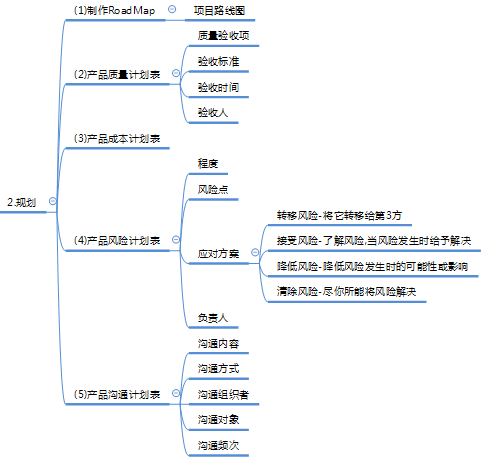 2.规划
(1)制作RoadMap
项目路线图
(2)产品质量计划表
质量验收项
验收标准
验收时间
验收人
(3)产品成本计划表
(4)产品风险计划表
程度
风险点
应对方案
转移风险-将它转移给第3方
接受风险-了解风险,当风险发生时给予解决
降低风险-降低风险发生时的可能性或影响
清除风险-尽你所能将风险解决
负责人
(5)产品沟通计划表
沟通内容
沟通方式
沟通组织者
沟通对象
沟通频次